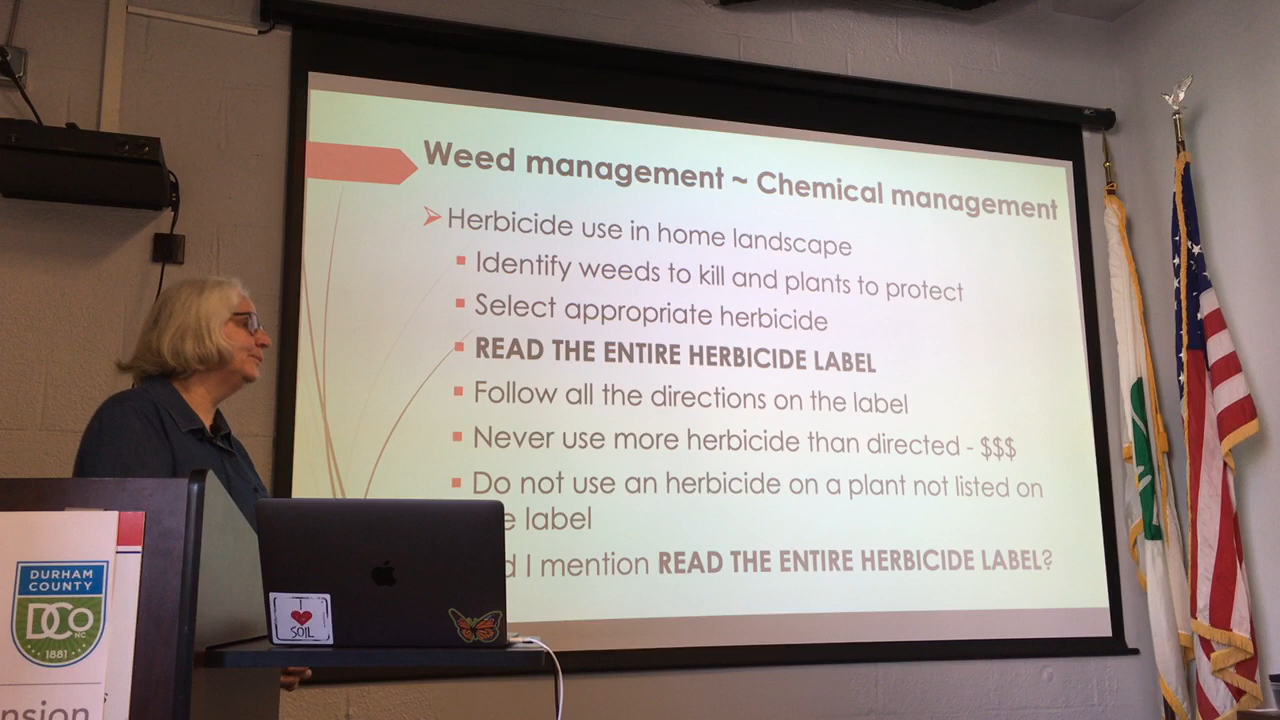 Weed management ~ Chemical management
Herbicide use in home landscape
Identify weeds to kill and plants to protect
Select appropriate herbicide
READ THE ENTIRE HERBICIDE LABEL
Follow all the directions on the label
Never use more herbicide than directed - $$$
Do not use an herbicide on a plant not listed on
label
I mention READ THE ENTIRE HERBICIDE LABEL?
DURHAM
COUNTY
DCo
NC
·1881·
I
SOIL